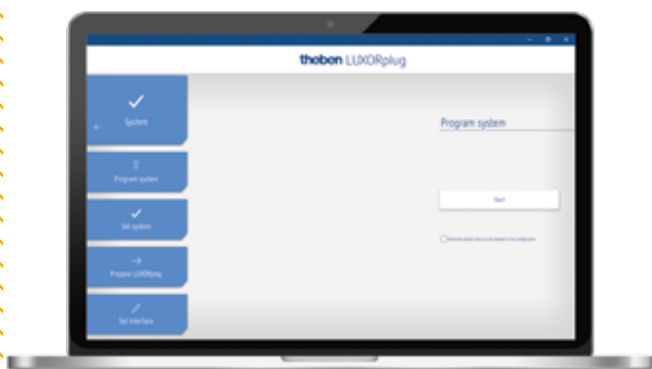 theben LUXORplug
System
Program system
Set system
Prepare LUXORplay
Set interface
Program system
Start